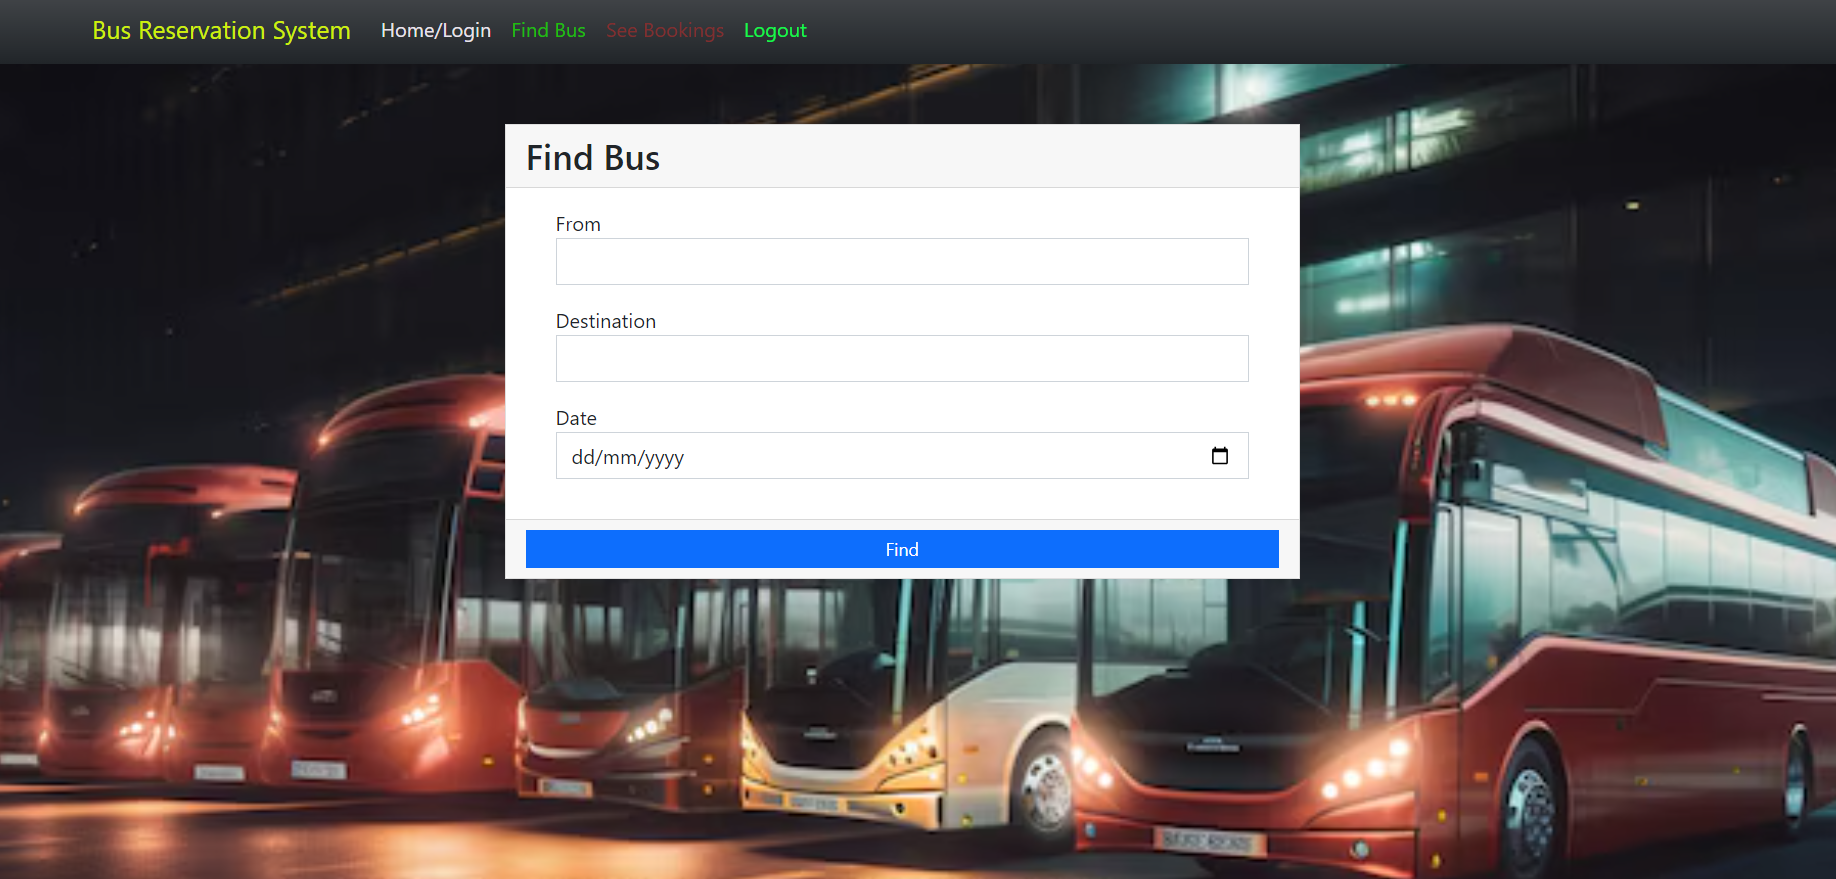 Bus Reservation System Home/Login Find Bus See Bookings Logout
Find Bus
From
Destination
Date
dd/mm/yyyy
Find